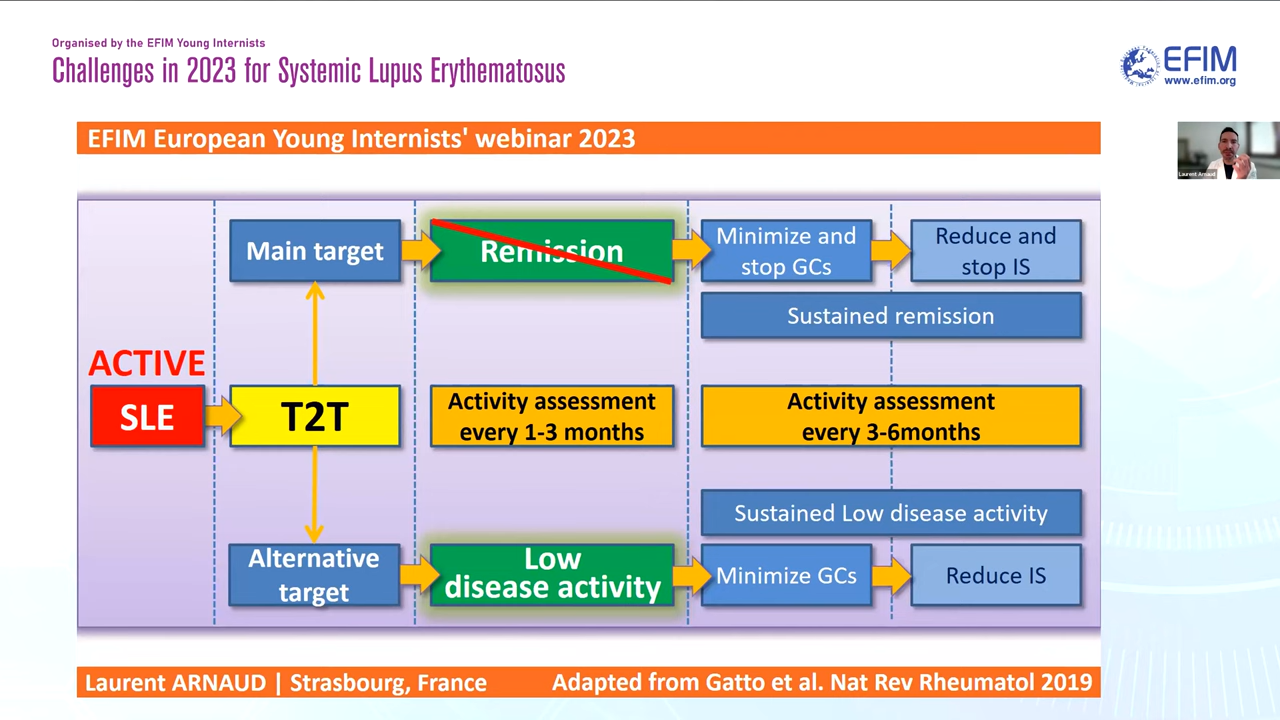 Organised by the EFIM Young Internists
Challenges in 2023 for Systemic Lupus Erythematosus
EFIM
www.efim.org
EFIM European Young Internists' webinar 2023
Laurent Arnaud
Main target
Remission
Minimize and
stop GCs
Reduce and
stop IS
Sustained remission
ACTIVE
SLE
T2T
Activity assessment
every 1-3 months
Activity assessment
every 3-6months
Sustained Low disease activity
Alternative
target
Low
disease activity
Minimize GCs
Reduce IS
Laurent ARNAUD | Strasbourg, France
Adapted from Gatto et al. Nat Rev Rheumatol 2019